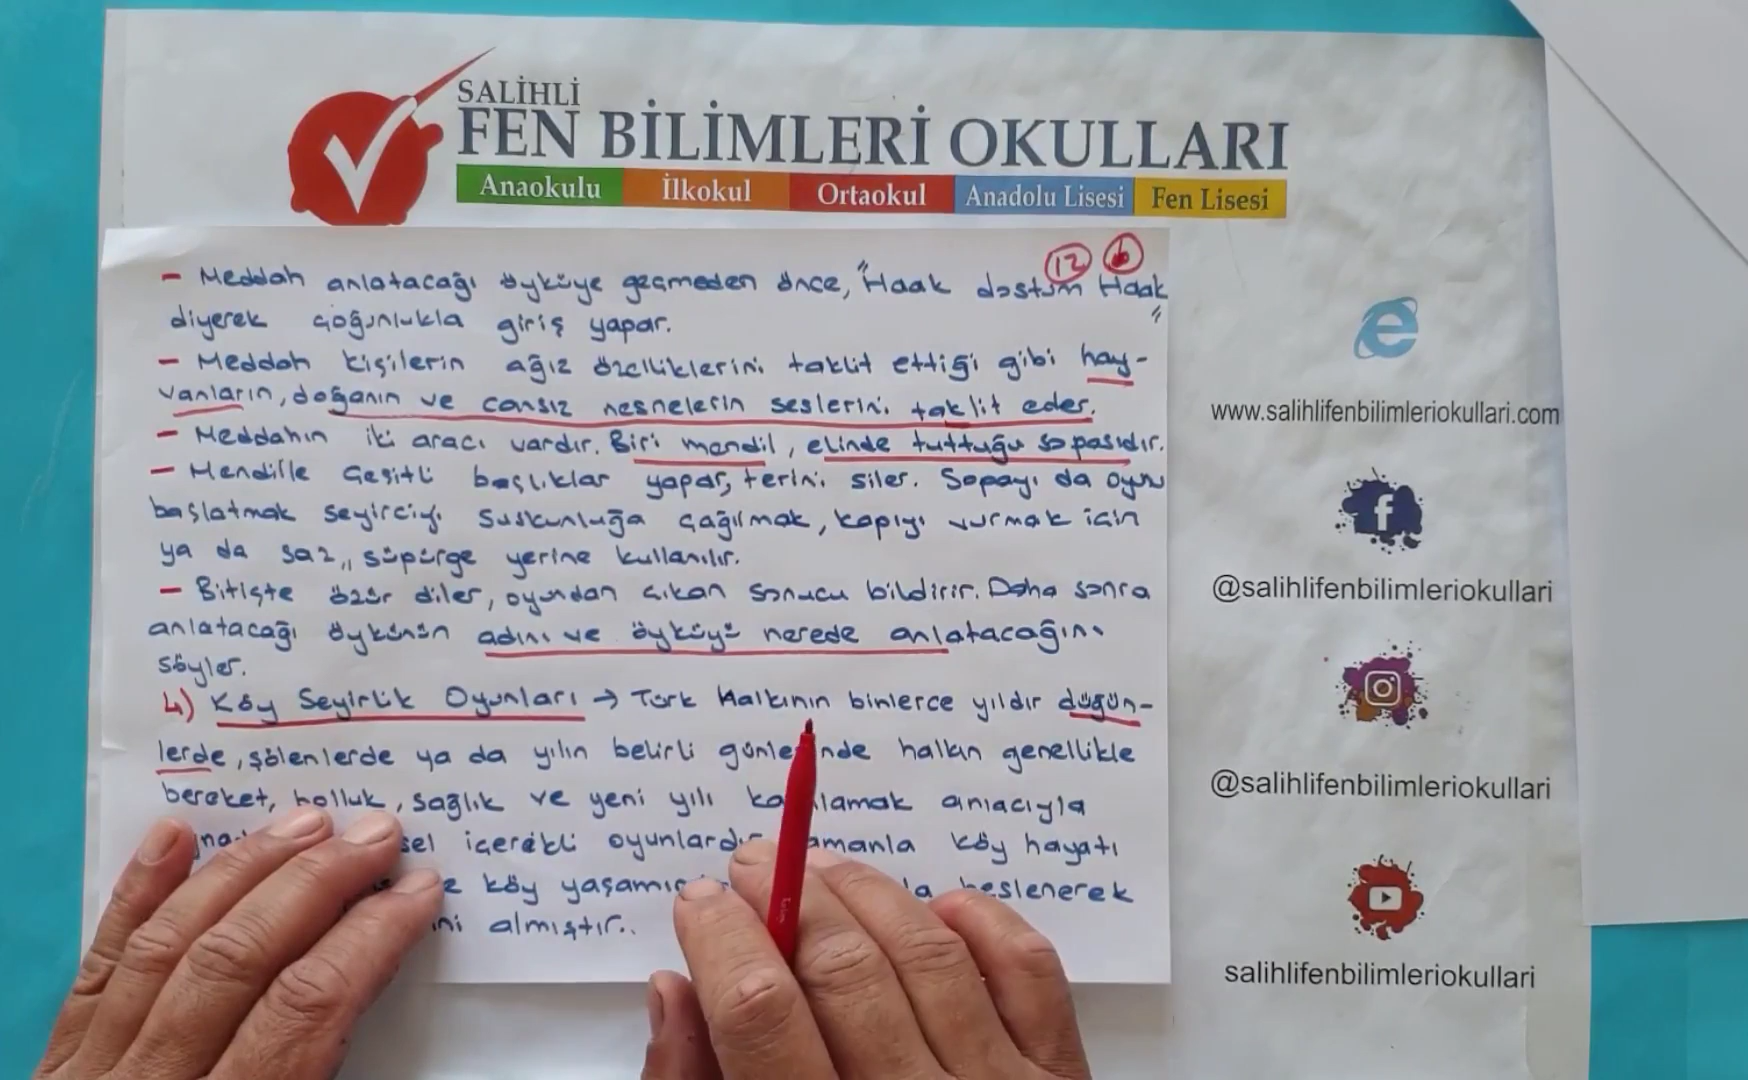 SALİHLİ
FEN BİLİMLERİ OKULLARI
Anaokulu İlkokul Ortaokul Anadolu Lisesi Fen Lisesi
12 6
- Meddah anlatacağı öyküye geçmeden önce, "Haak dostum Haak"
diyerek çoğunlukla giriş yapar.
- Meddah kişilerin ağız özelliklerini taklit ettiği gibi hay-
vanların, doğanın ve cansız nesnelerin seslerini taklit eder.
- Meddahın iki aracı vardır. Biri mendil, elinde tuttuğu sopasıdır.
- Mendille çeşitli başlıklar yapar, terini siler. Sopayı da oyunu
başlatmak seyirciyi suskunluğa çağırmak, kapıyı vurmak için
ya da saz,, süpürge yerine kullanılır.
- Bitişte özür diler, oyundan çıkan sonucu bildirir. Daha sonra
anlatacağı öykünün adını ve öyküyü nerede anlatacağını
söyler.
4) Köy Seyirlik Oyunları → Türk Halkının binlerce yıldır düğün-
lerde, şölenlerde ya da yılın belirli günlerinde halkın genellikle
bereket, bolluk, sağlık ve yeni yılı karşılamak amacıyla
içerikli oyunlardır köy hayatı
köy yaşamı beslenerek
almıştır..
www.salihlifenbilimleriokullari.com
@salihlifenbilimleriokullari
@salihlifenbilimleriokullari
salihlifenbilimleriokullari